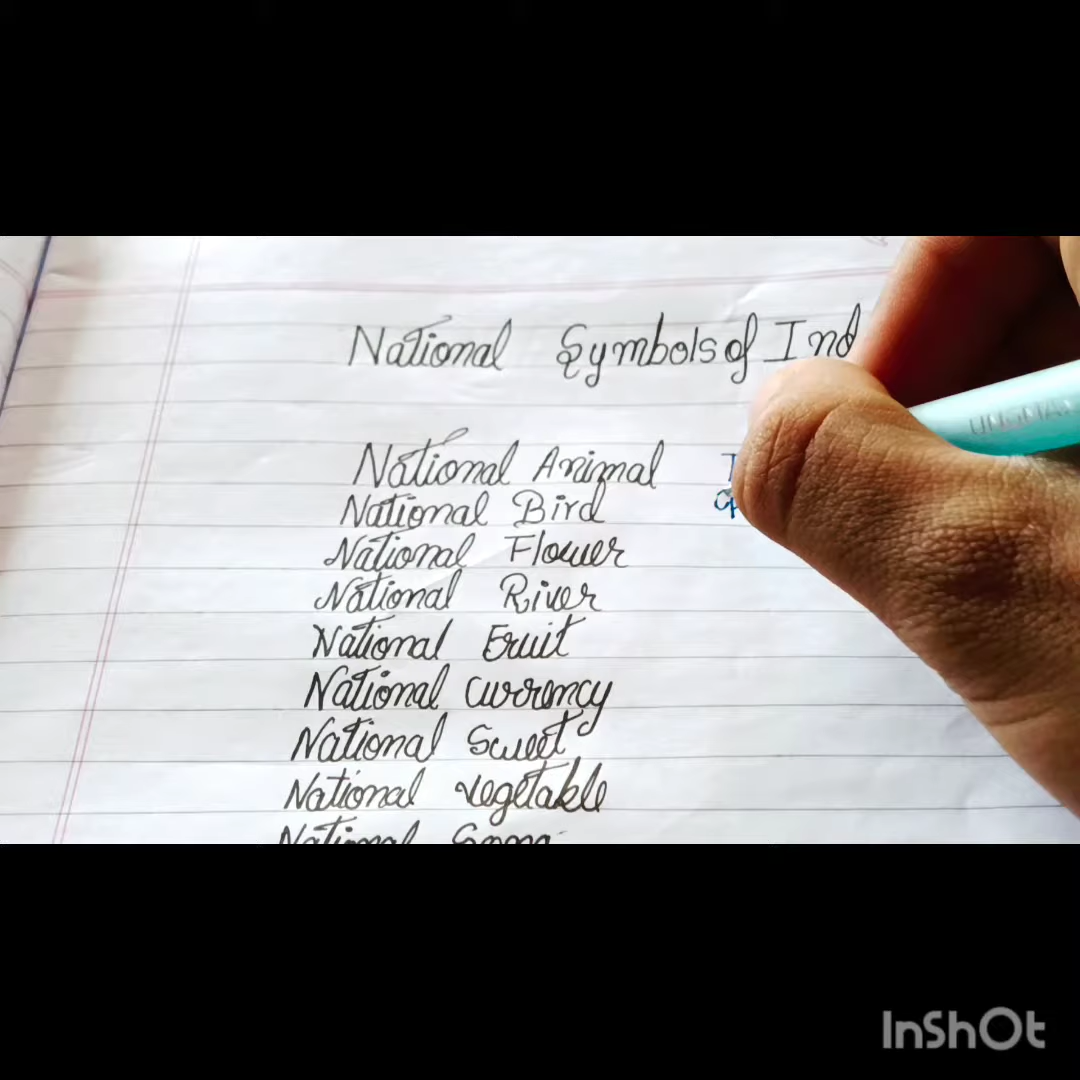 National Symbols of Ind
National Animal T
National Bird
National Flower
National River
National Fruit
National Currency
National Sweet
National vegetable
National
InShOt